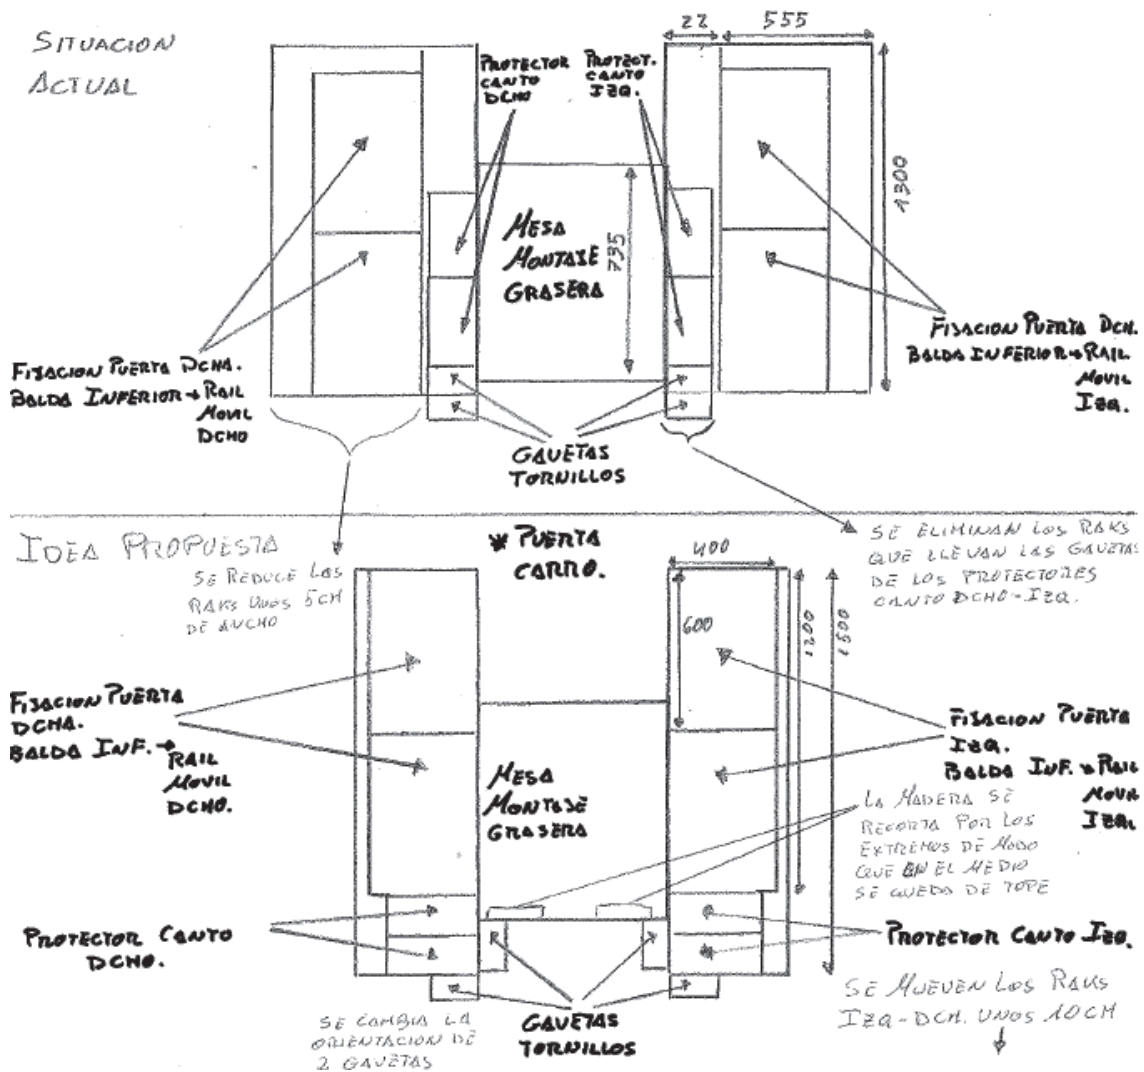 SITUACION
ACTUAL
PROTECTOR
CANTO
DCHO
PROTECT.
CANTO
IZQ.
22
555
1300
MESA
MONTAJE
GRASERA
735
FIJACION PUERTA DCHA.
BALDA INFERIOR → RAIL
MOVIL
DCHO
FIJACION PUERTA DCH.
BALDA INFERIOR → RAIL
MOVIL
IZQ.
GAVETAS
TORNILLOS
IDEA PROPUESTA
SE REDUCE LOS
RAKS UNOS 5CM
DE ANCHO
* PUERTA
CARRO.
SE ELIMINAN LOS RAKS
QUE LLEVAN LAS GAVETAS
DE LOS PROTECTORES
CANTO DCHO-IZQ.
400
600
1200
1500
FIJACION PUERTA
DCHA.
BALDA INF. → RAIL
MOVIL
DCHO.
MESA
MONTAJE
GRASERA
FIJACION PUERTA
IZQ.
BALDA INF. → RAIL
MOVIL
IZQ.
LA MADERA SE
RECORTA POR LOS
EXTREMOS DE MODO
QUE EN EL MEDIO
SE QUEDA DE TOPE
PROTECTOR CANTO
DCHO.
PROTECTOR CANTO IZQ.
SE MUEVEN LOS RAKS
IZQ-DCH. UNOS 10CM
SE CAMBIA LA
ORIENTACION DE
2 GAVETAS
GAVETAS
TORNILLOS